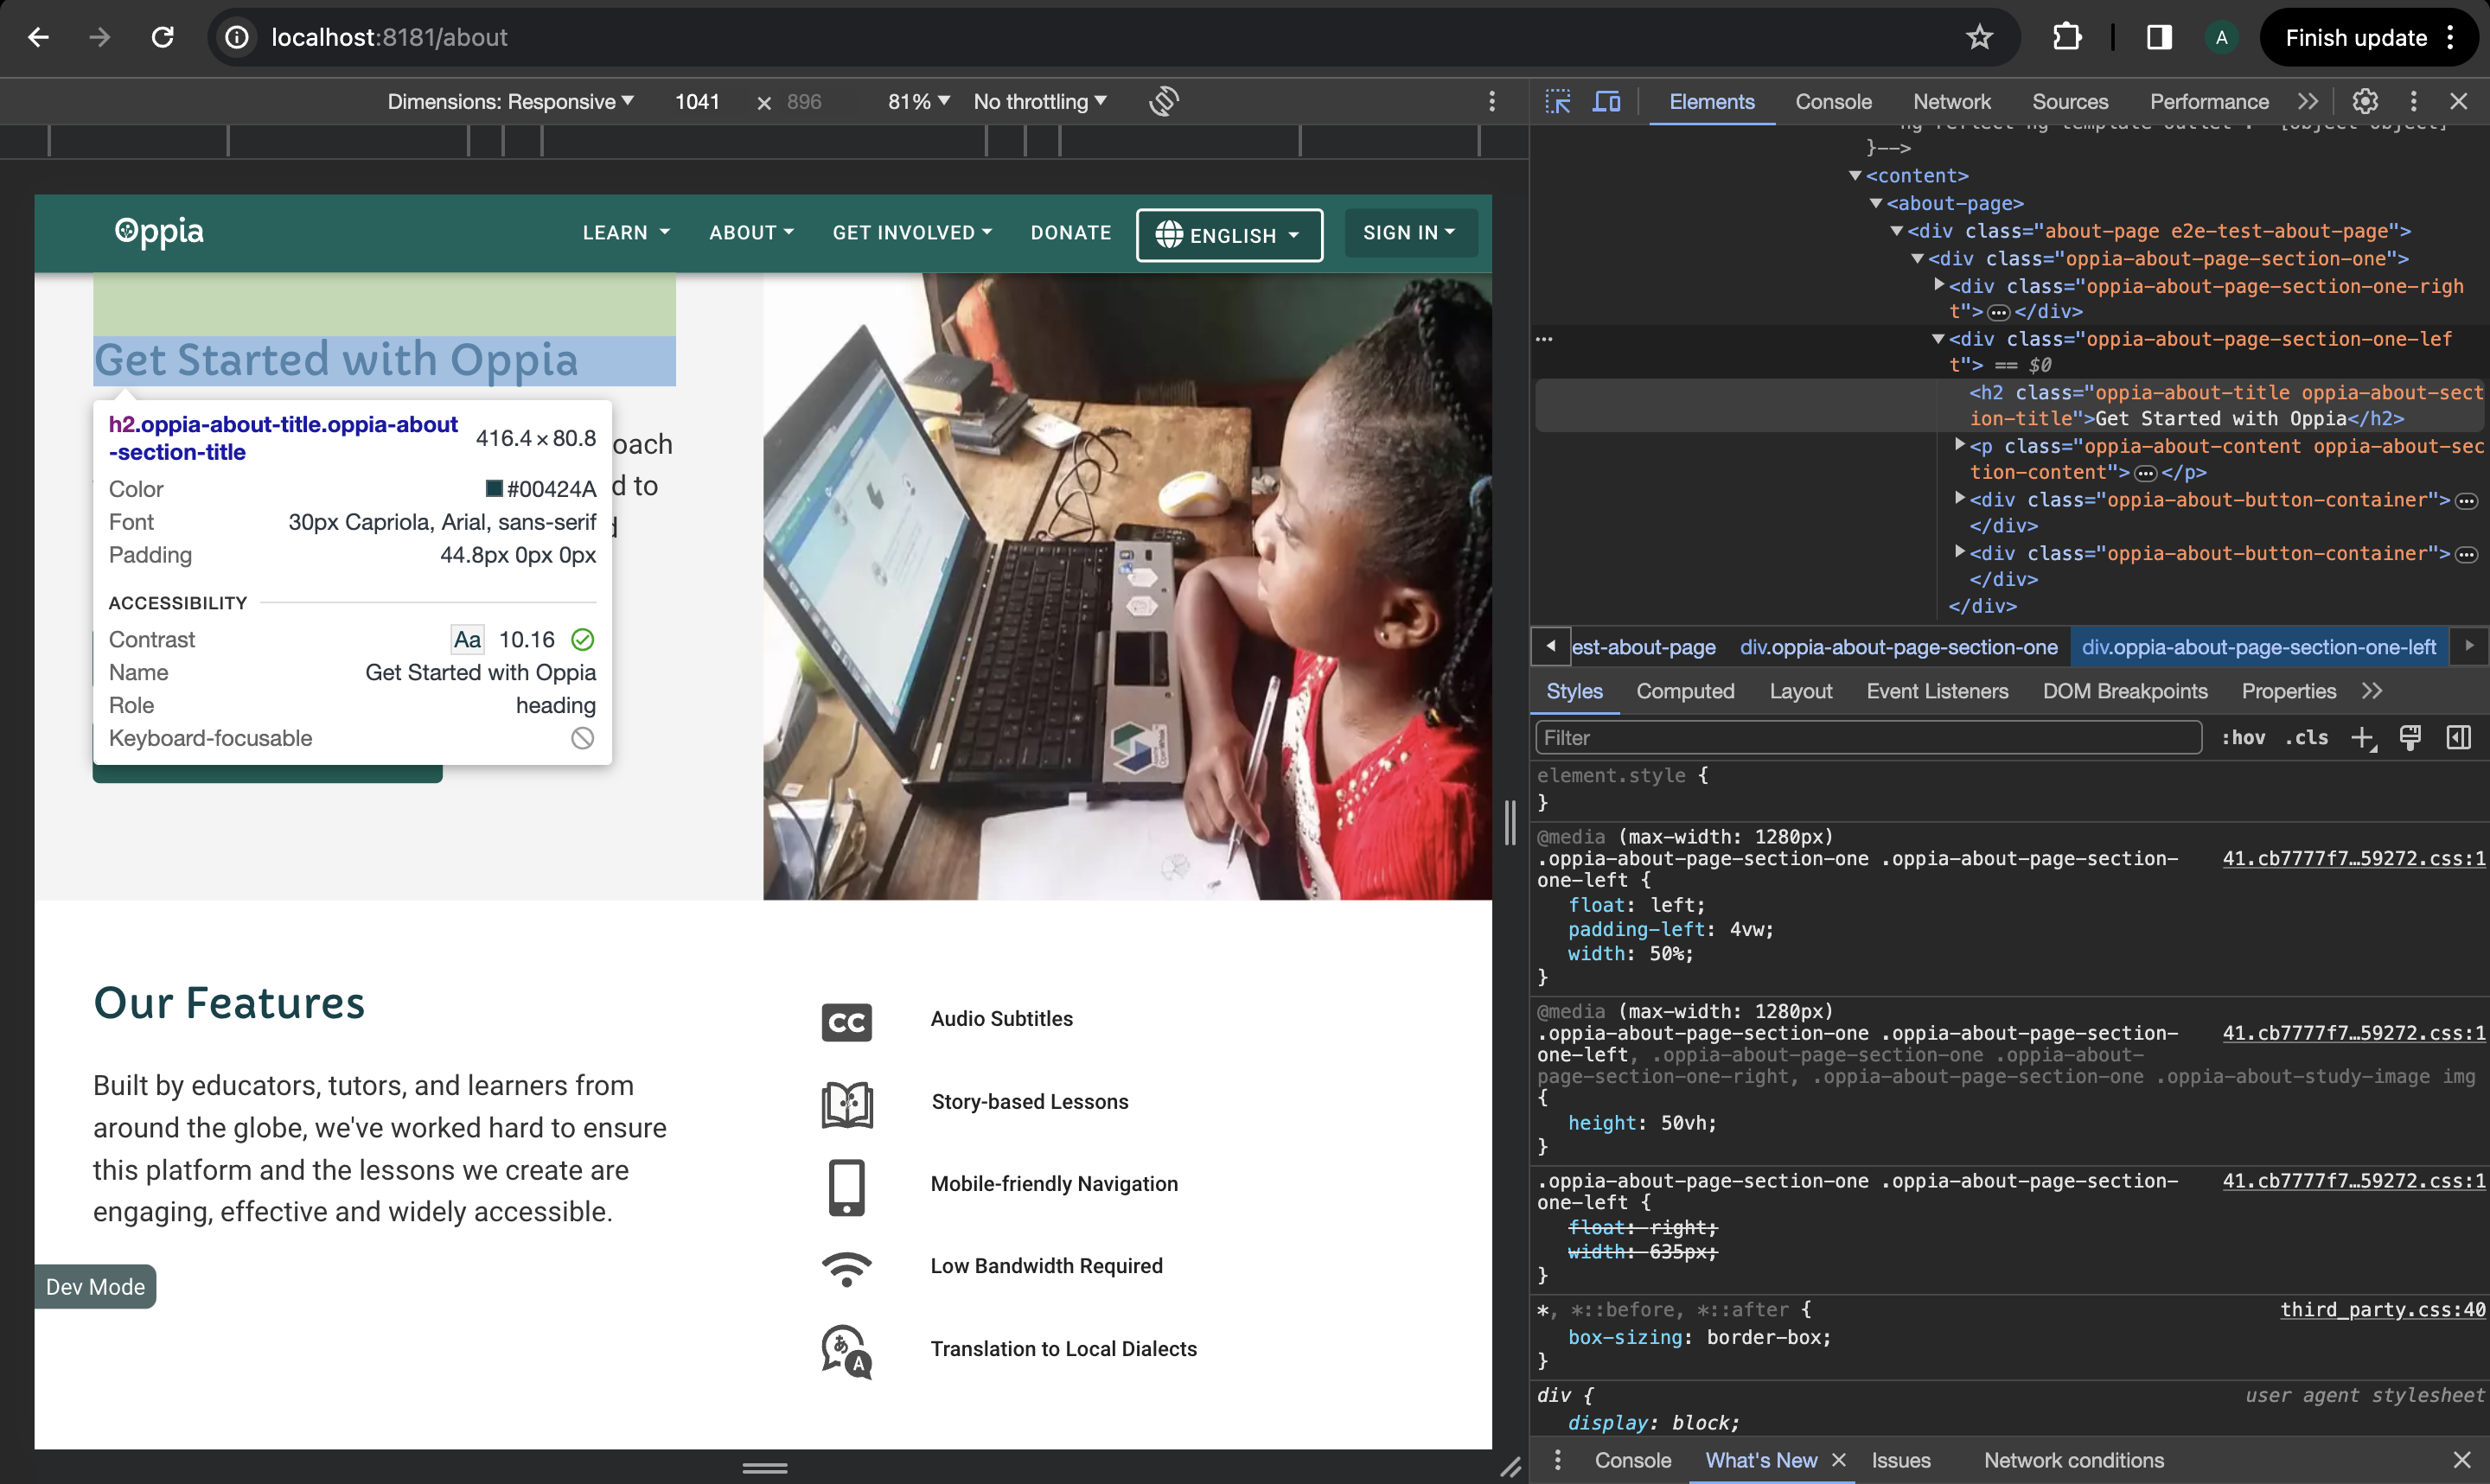 localhost:8181/about
A
Finish update
Dimensions: Responsive
1041
896
81%
No throttling
Elements
Console
Network
Sources
Performance
Oppia
LEARN
ABOUT
GET INVOLVED
DONATE
ENGLISH
SIGN IN
Get Started with Oppia
h2.oppia-about-title.oppia-about
-section-title
416.4 × 80.8
Color
#00424A
Font
30px Capriola, Arial, sans-serif
Padding
44.8px 0px 0px
ACCESSIBILITY
Contrast
Aa
10.16
Name
Get Started with Oppia
Role
heading
Keyboard-focusable
oach
d to
Our Features
Built by educators, tutors, and learners from
around the globe, we've worked hard to ensure
this platform and the lessons we create are
engaging, effective and widely accessible.
CC
Audio Subtitles
Story-based Lessons
Mobile-friendly Navigation
Low Bandwidth Required
Translation to Local Dialects
Dev Mode
}-->
<content>
<about-page>
<div class="about-page e2e-test-about-page">
<div class="oppia-about-page-section-one">
<div class="oppia-about-page-section-one-righ
t">…</div>
<div class="oppia-about-page-section-one-lef
t"> == $0
<h2 class="oppia-about-title oppia-about-sect
ion-title">Get Started with Oppia</h2>
<p class="oppia-about-content oppia-about-sec
tion-content">…</p>
<div class="oppia-about-button-container">…
</div>
<div class="oppia-about-button-container">…
</div>
</div>
est-about-page
div.oppia-about-page-section-one
div.oppia-about-page-section-one-left
Styles
Computed
Layout
Event Listeners
DOM Breakpoints
Properties
Filter
:hov
.cls
element.style {
}
@media (max-width: 1280px)
.oppia-about-page-section-one .oppia-about-page-section-
41.cb7777f7…59272.css:1
one-left {
float: left;
padding-left: 4vw;
width: 50%;
}
@media (max-width: 1280px)
.oppia-about-page-section-one .oppia-about-page-section-
41.cb7777f7…59272.css:1
one-left, .oppia-about-page-section-one .oppia-about-
page-section-one-right, .oppia-about-page-section-one .oppia-about-study-image img
{
height: 50vh;
}
.oppia-about-page-section-one .oppia-about-page-section-
41.cb7777f7…59272.css:1
one-left {
float: right;
width: 635px;
}
*, *::before, *::after {
third_party.css:40
box-sizing: border-box;
}
div {
user agent stylesheet
display: block;
Console
What's New
Issues
Network conditions